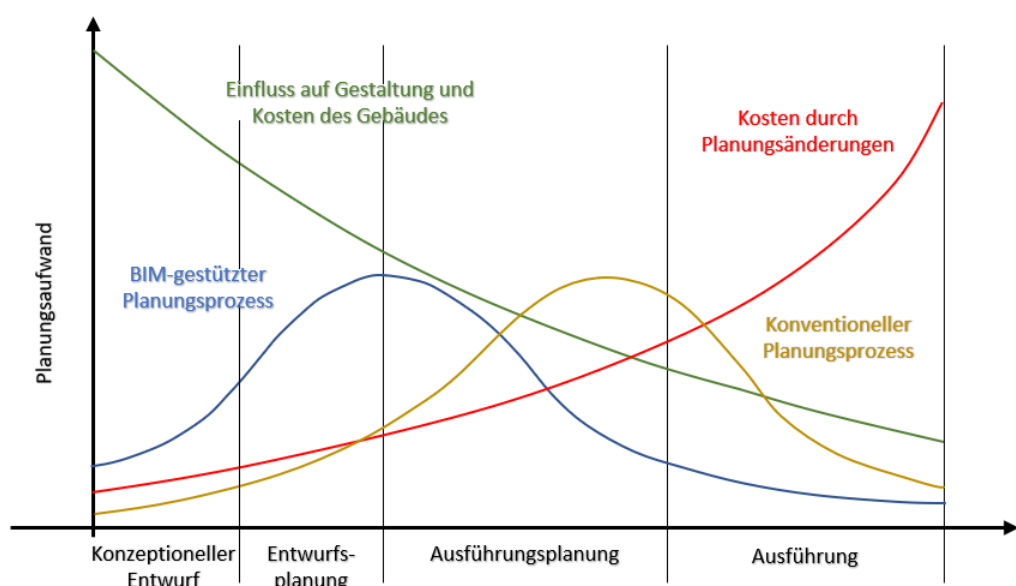 Einfluss auf Gestaltung und
Kosten des Gebäudes
Kosten durch
Planungsänderungen
BIM-gestützter
Planungsprozess
Konventioneller
Planungsprozess
Planungsaufwand
Konzeptioneller
Entwurf
Entwurfs-
planung
Ausführungsplanung
Ausführung